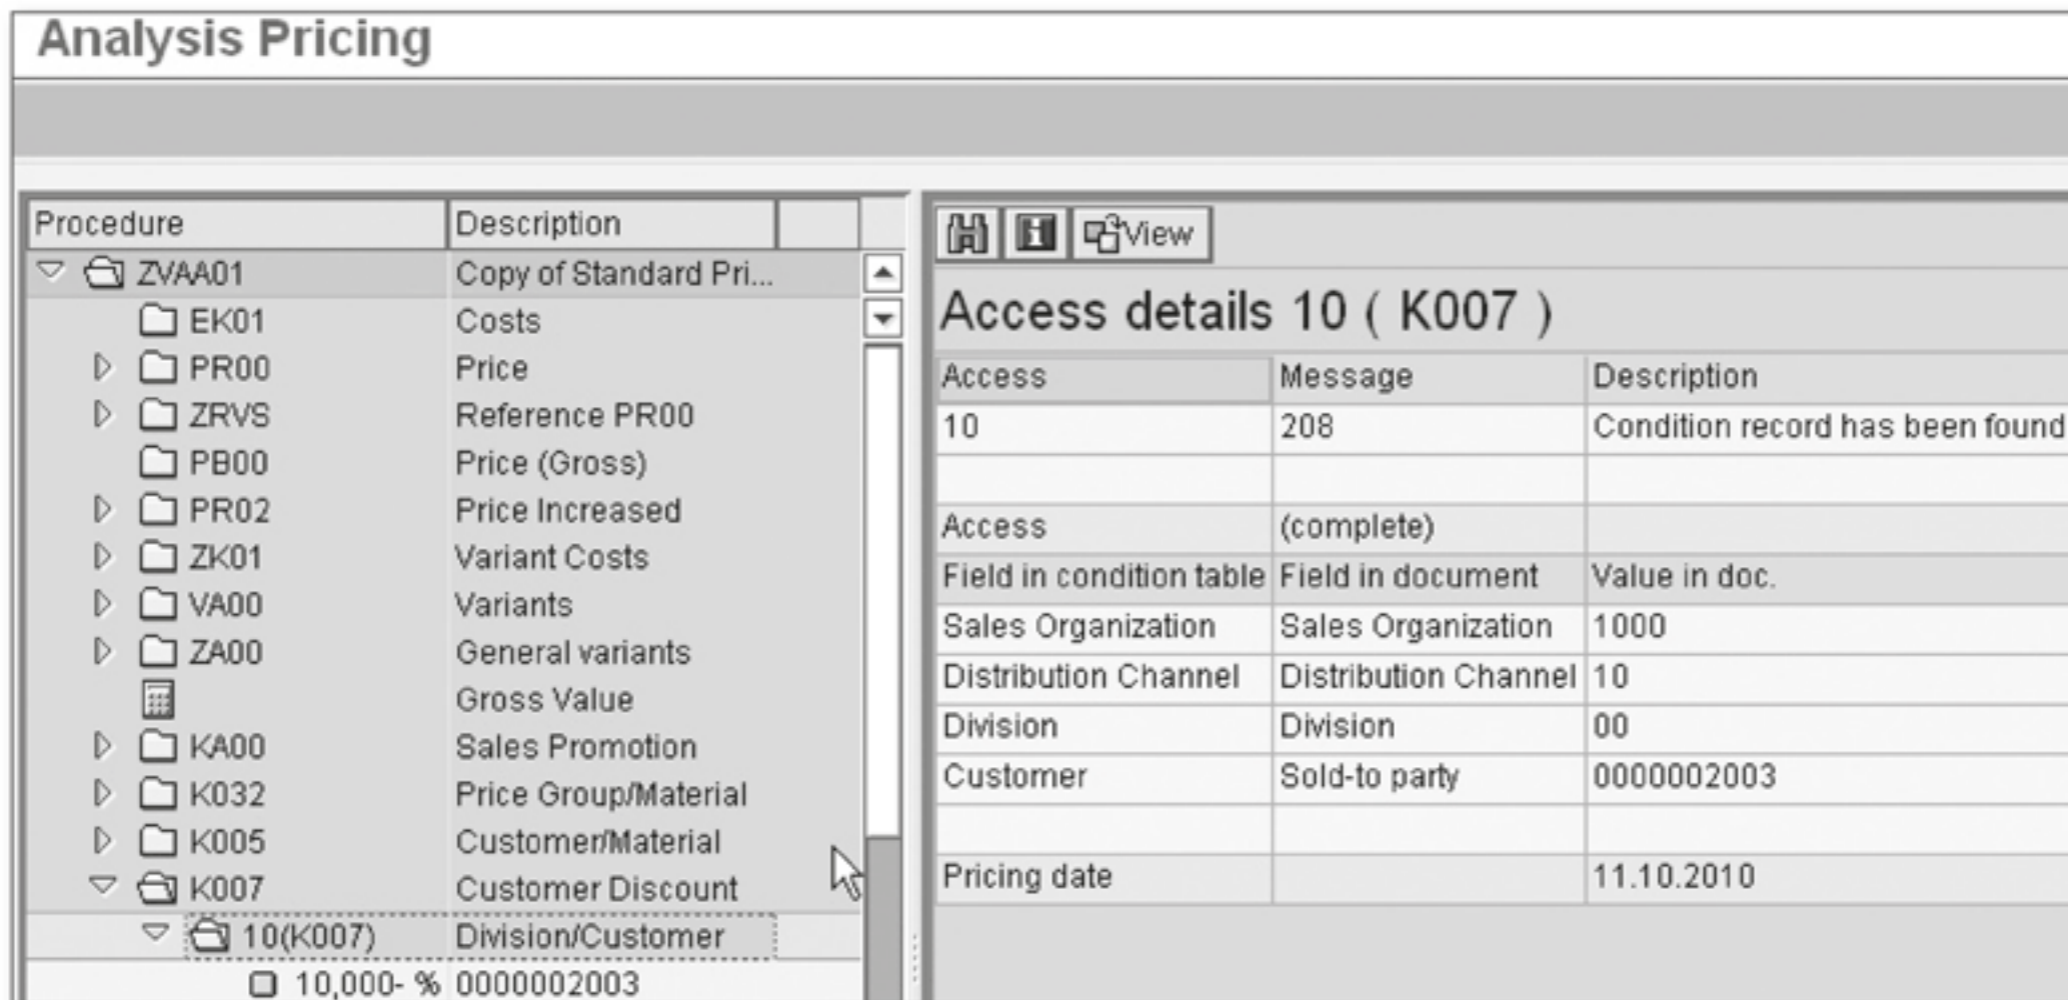 Analysis Pricing
Procedure Description
ZVAA01 Copy of Standard Pri...
EK01 Costs
PR00 Price
ZRVS Reference PR00
PB00 Price (Gross)
PR02 Price Increased
ZK01 Variant Costs
VA00 Variants
ZA00 General variants
Gross Value
KA00 Sales Promotion
K032 Price Group/Material
K005 Customer/Material
K007 Customer Discount
10(K007) Division/Customer
10,000- % 0000002003
View
Access details 10 ( K007 )
Access Message Description
10 208 Condition record has been found
Access (complete)
Field in condition table Field in document Value in doc.
Sales Organization Sales Organization 1000
Distribution Channel Distribution Channel 10
Division Division 00
Customer Sold-to party 0000002003
Pricing date 11.10.2010